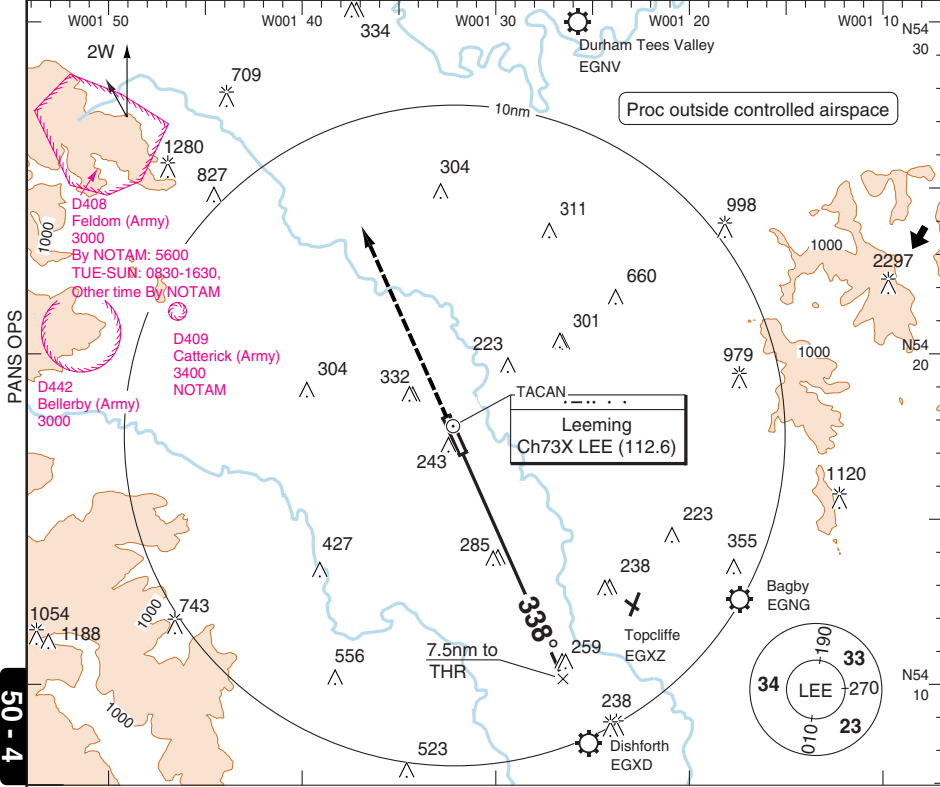 W001 50
W001 40
W001 30
W001 20
W001 10
N54
30
334
Durham Tees Valley
EGNV
2W
709
10nm
Proc outside controlled airspace
1280
827
304
311
998
D408
Feldom (Army)
3000
By NOTAM: 5600
TUE-SUN: 0830-1630,
Other time By NOTAM
1000
1000
2297
660
D409
Catterick (Army)
3400
NOTAM
301
223
979
1000
N54
20
PANS OPS
D442
Bellerby (Army)
3000
304
332
TACAN
Leeming
Ch73X LEE (112.6)
243
1120
223
427
285
238
355
Bagby
EGNG
338°
1000
743
1054
1188
Topcliffe
EGXZ
7.5nm to
THR
259
556
190
33
34
LEE
270
010
23
N54
10
238
Dishforth
EGXD
1000
523
50 - 4